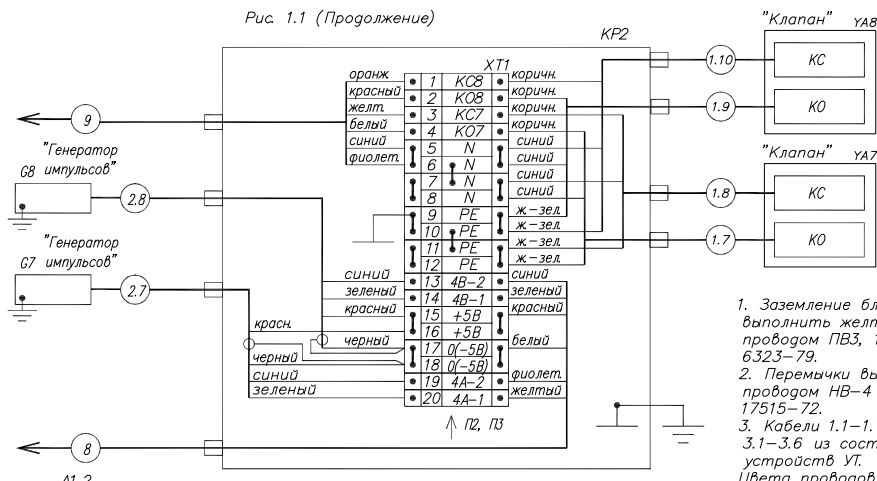 Рис. 1.1 (Продолжение)
КР2
"Клапан" YA8
1.10 КС
1.9 КО
"Клапан" YA7
1.8 КС
1.7 КО
XT1
оранж. 1 КС8 коричн.
красный 2 КО8 коричн.
желт. 3 КС7 коричн.
белый 4 КО7 коричн.
синий 5 N синий
фиолет. 6 N синий
7 N синий
8 N синий
9 PE ж.-зел.
10 PE ж.-зел.
11 PE ж.-зел.
12 PE ж.-зел.
синий 13 4В-2 синий
зеленый 14 4В-1 зеленый
красный 15 +5В красный
красн. 16 +5В
черный 17 0(-5В) белый
черный 18 0(-5В)
синий 19 4А-2 фиолет.
зеленый 20 4А-1 желтый
П2, П3
9
"Генератор
импульсов"
G8
2.8
"Генератор
импульсов"
G7
2.7
8
А1.2
1. Заземление бл
выполнить желт
проводом ПВ3, 1
6323-79.
2. Перемычки вы
проводом НВ-4
17515-72.
3. Кабели 1.1-1.
3.1-3.6 из сост
устройств УТ.
Цвета проводов